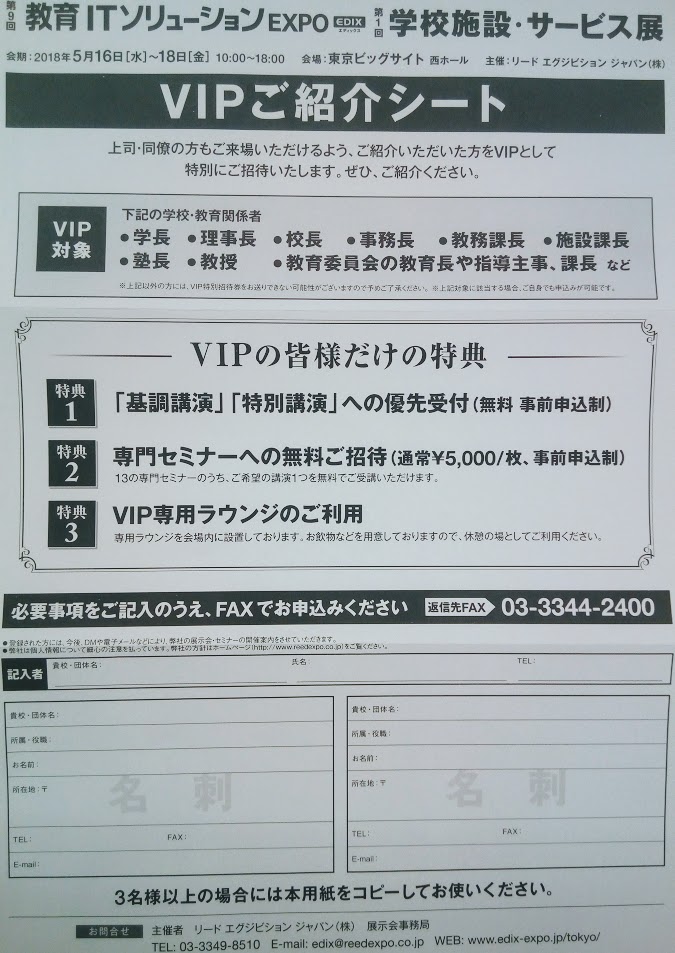 第9回 教育 ITソリューション EXPO EDIX エディックス 第1回 学校施設・サービス展
会期：2018年5月16日[水]～18日[金] 10:00～18:00 会場：東京ビッグサイト 西ホール 主催：リード エグジビション ジャパン(株)
VIPご紹介シート
上司・同僚の方もご来場いただけるよう、ご紹介いただいた方をVIPとして
特別にご招待いたします。ぜひ、ご紹介ください。
VIP対象
下記の学校・教育関係者
●学長 ●理事長 ●校長 ●事務長 ●教務課長 ●施設課長
●塾長 ●教授 ●教育委員会の教育長や指導主事、課長 など
※上記以外の方には、VIP特別招待券をお送りできない可能性がございますので予めご了承ください。 ※上記対象に該当する場合、ご自身でも申込みが可能です。
VIPの皆様だけの特典
特典1 「基調講演」「特別講演」への優先受付(無料 事前申込制)
特典2 専門セミナーへの無料ご招待(通常¥5,000/枚、事前申込制)
13の専門セミナーのうち、ご希望の講演1つを無料でご受講いただけます。
特典3 VIP専用ラウンジのご利用
専用ラウンジを会場内に設置しております。お飲物などを用意しておりますので、休憩の場としてご利用ください。
必要事項をご記入のうえ、FAXでお申込みください 返信先FAX 03-3344-2400
●登録された方には、今後、DMや電子メールなどにより、弊社の展示会・セミナーの開催案内をさせていただきます。
●弊社は個人情報について細心の注意を払っています。弊社の方針はホームページ(http://www.reedexpo.co.jp)をご覧ください。
記入者 貴校・団体名： 氏名： TEL：
貴校・団体名：
所属・役職：
お名前：
所在地：〒
名刺
TEL： FAX：
E-mail：
貴校・団体名：
所属・役職：
お名前：
所在地：〒
名刺
TEL： FAX：
E-mail：
3名様以上の場合には本用紙をコピーしてお使いください。
お問合せ 主催者 リード エグジビション ジャパン(株) 展示会事務局
TEL: 03-3349-8510 E-mail: edix@reedexpo.co.jp WEB: www.edix-expo.jp/tokyo/